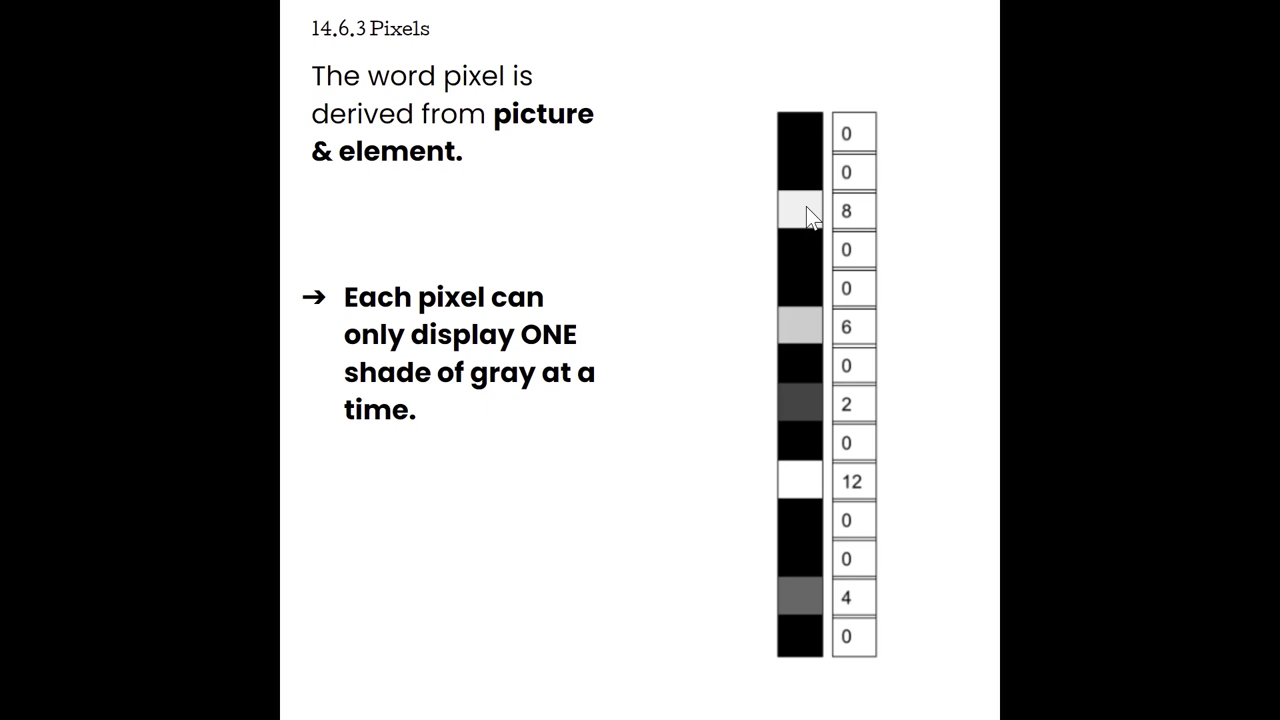 14.6.3 Pixels
The word pixel is
derived from picture
& element.
➔ Each pixel can
only display ONE
shade of gray at a
time.
0
0
8
0
0
6
0
2
0
12
0
0
4
0